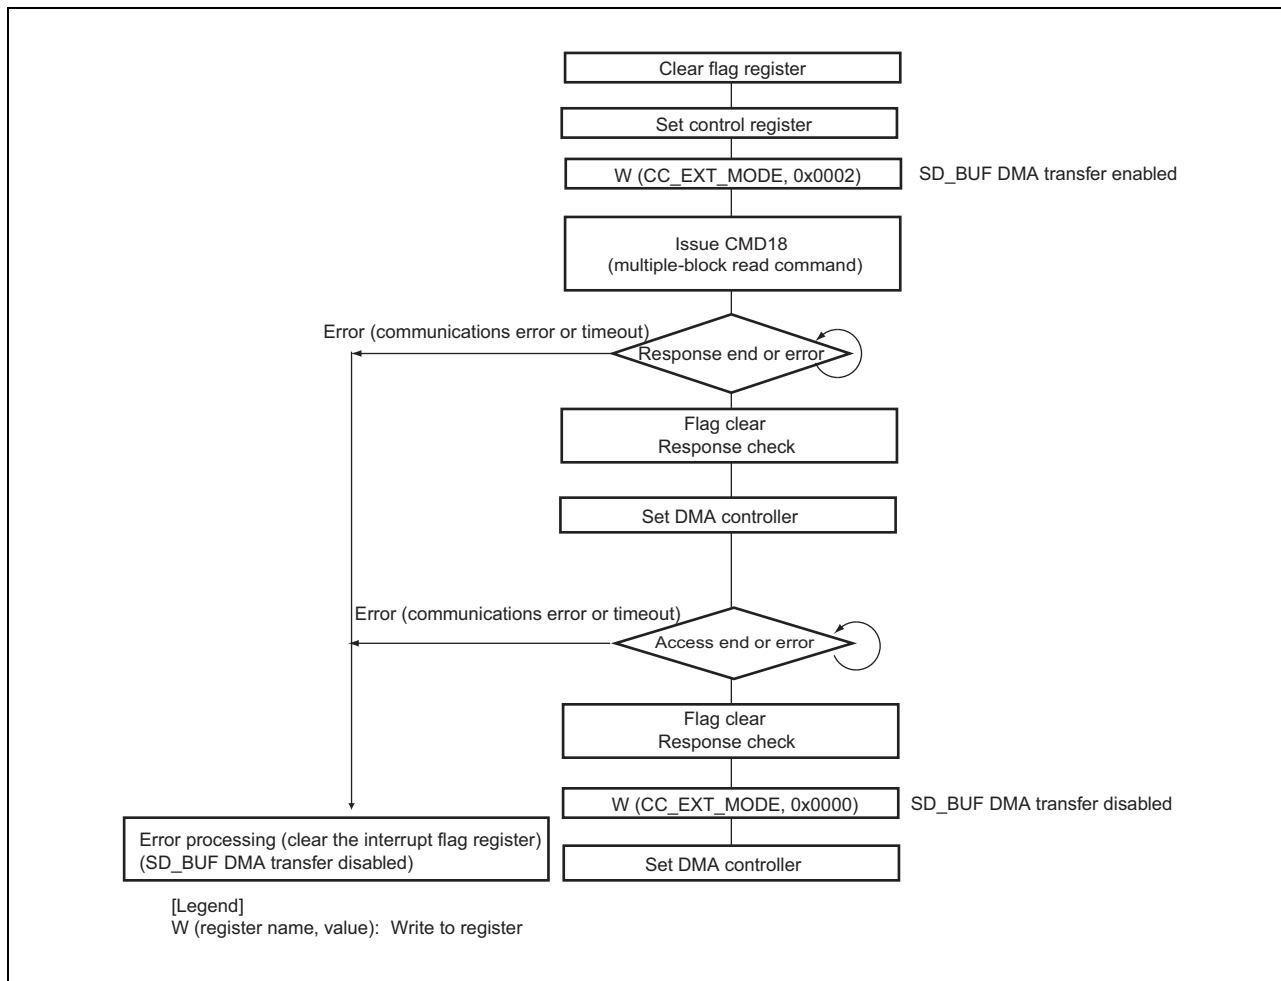 Clear flag register
Set control register
W (CC_EXT_MODE, 0x0002)
SD_BUF DMA transfer enabled
Issue CMD18
(multiple-block read command)
Error (communications error or timeout)
Response end or error
Flag clear
Response check
Set DMA controller
Error (communications error or timeout)
Access end or error
Flag clear
Response check
W (CC_EXT_MODE, 0x0000)
SD_BUF DMA transfer disabled
Error processing (clear the interrupt flag register)
(SD_BUF DMA transfer disabled)
Set DMA controller
[Legend]
W (register name, value): Write to register